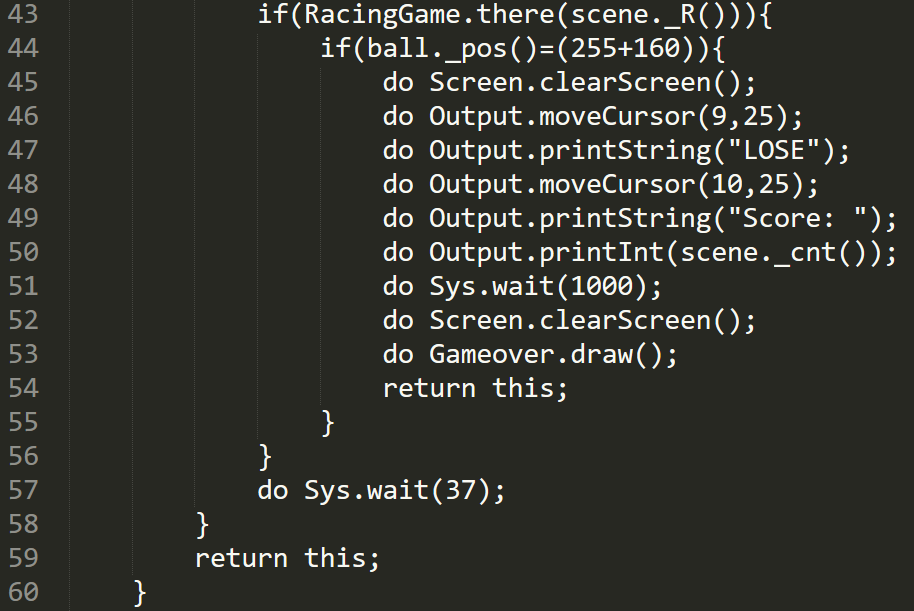 43 if(RacingGame.there(scene._R())){
44 if(ball._pos()=(255+160)){
45 do Screen.clearScreen();
46 do Output.moveCursor(9,25);
47 do Output.printString("LOSE");
48 do Output.moveCursor(10,25);
49 do Output.printString("Score: ");
50 do Output.printInt(scene._cnt());
51 do Sys.wait(1000);
52 do Screen.clearScreen();
53 do Gameover.draw();
54 return this;
55 }
56 }
57 do Sys.wait(37);
58 }
59 return this;
60 }